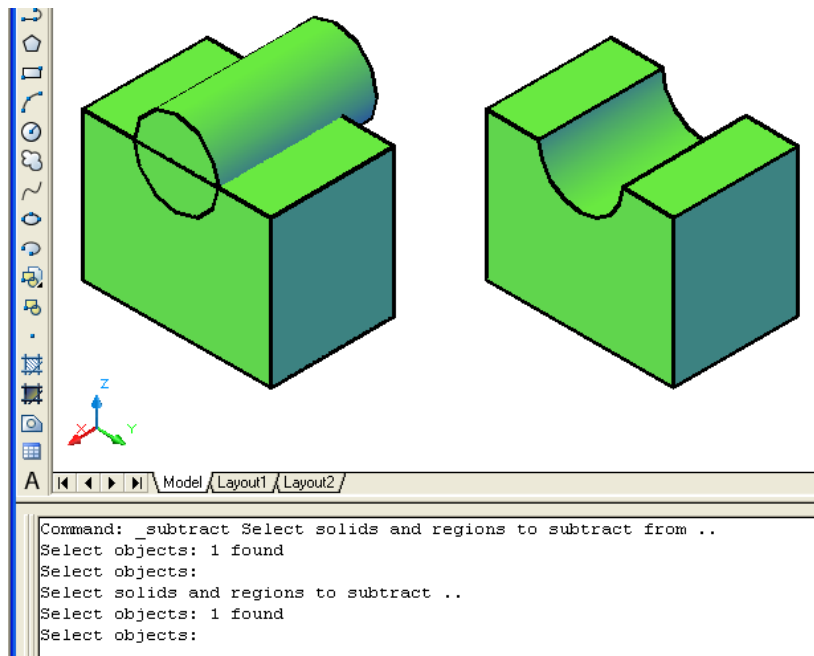 Z
X
Y
A
Model Layout1 Layout2
Command: _subtract Select solids and regions to subtract from ..
Select objects: 1 found
Select objects:
Select solids and regions to subtract ..
Select objects: 1 found
Select objects: